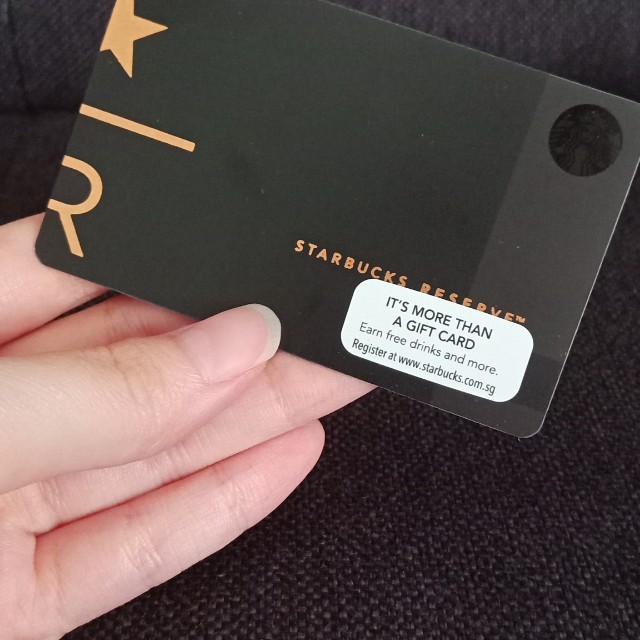 R
STARBUCKS RESERVE™
IT'S MORE THAN
A GIFT CARD
Earn free drinks and more.
Register at www.starbucks.com.sg